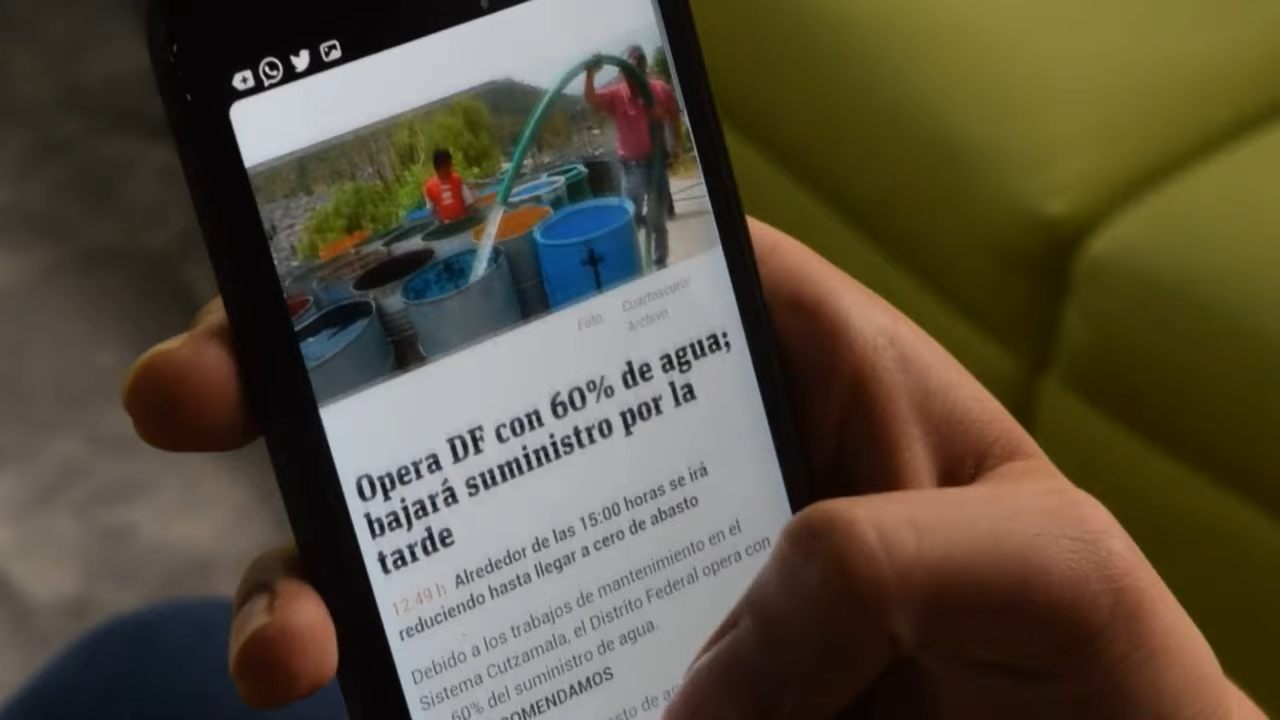 Foto. Cuartoscuro/
Archivo
Opera DF con 60% de agua;
bajará suministro por la
tarde
12:49 h Alrededor de las 15:00 horas se irá
reduciendo hasta llegar a cero de abasto
Debido a los trabajos de mantenimiento en el
Sistema Cutzamala, el Distrito Federal opera con
60% del suministro de agua.